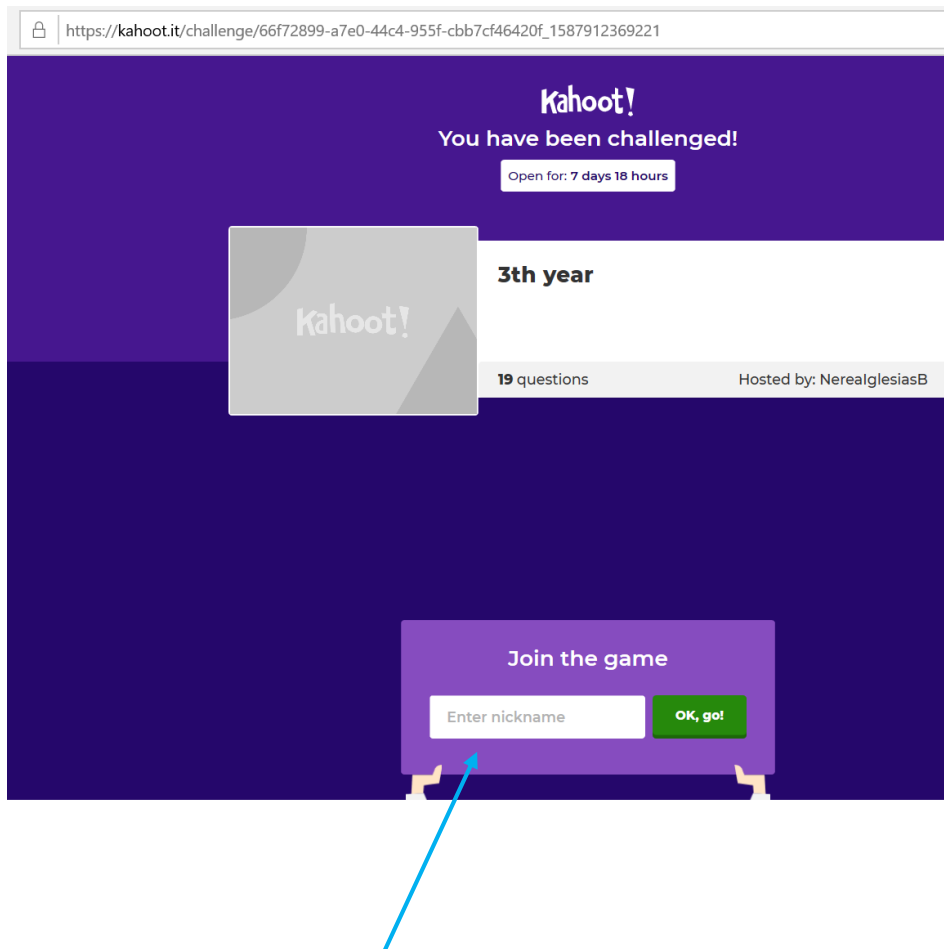 https://kahoot.it/challenge/66f72899-a7e0-44c4-955f-cbb7cf46420f_1587912369221
Kahoot!
You have been challenged!
Open for: 7 days 18 hours
Kahoot!
3th year
19 questions Hosted by: NereaIglesiasB
Join the game
Enter nickname OK, go!